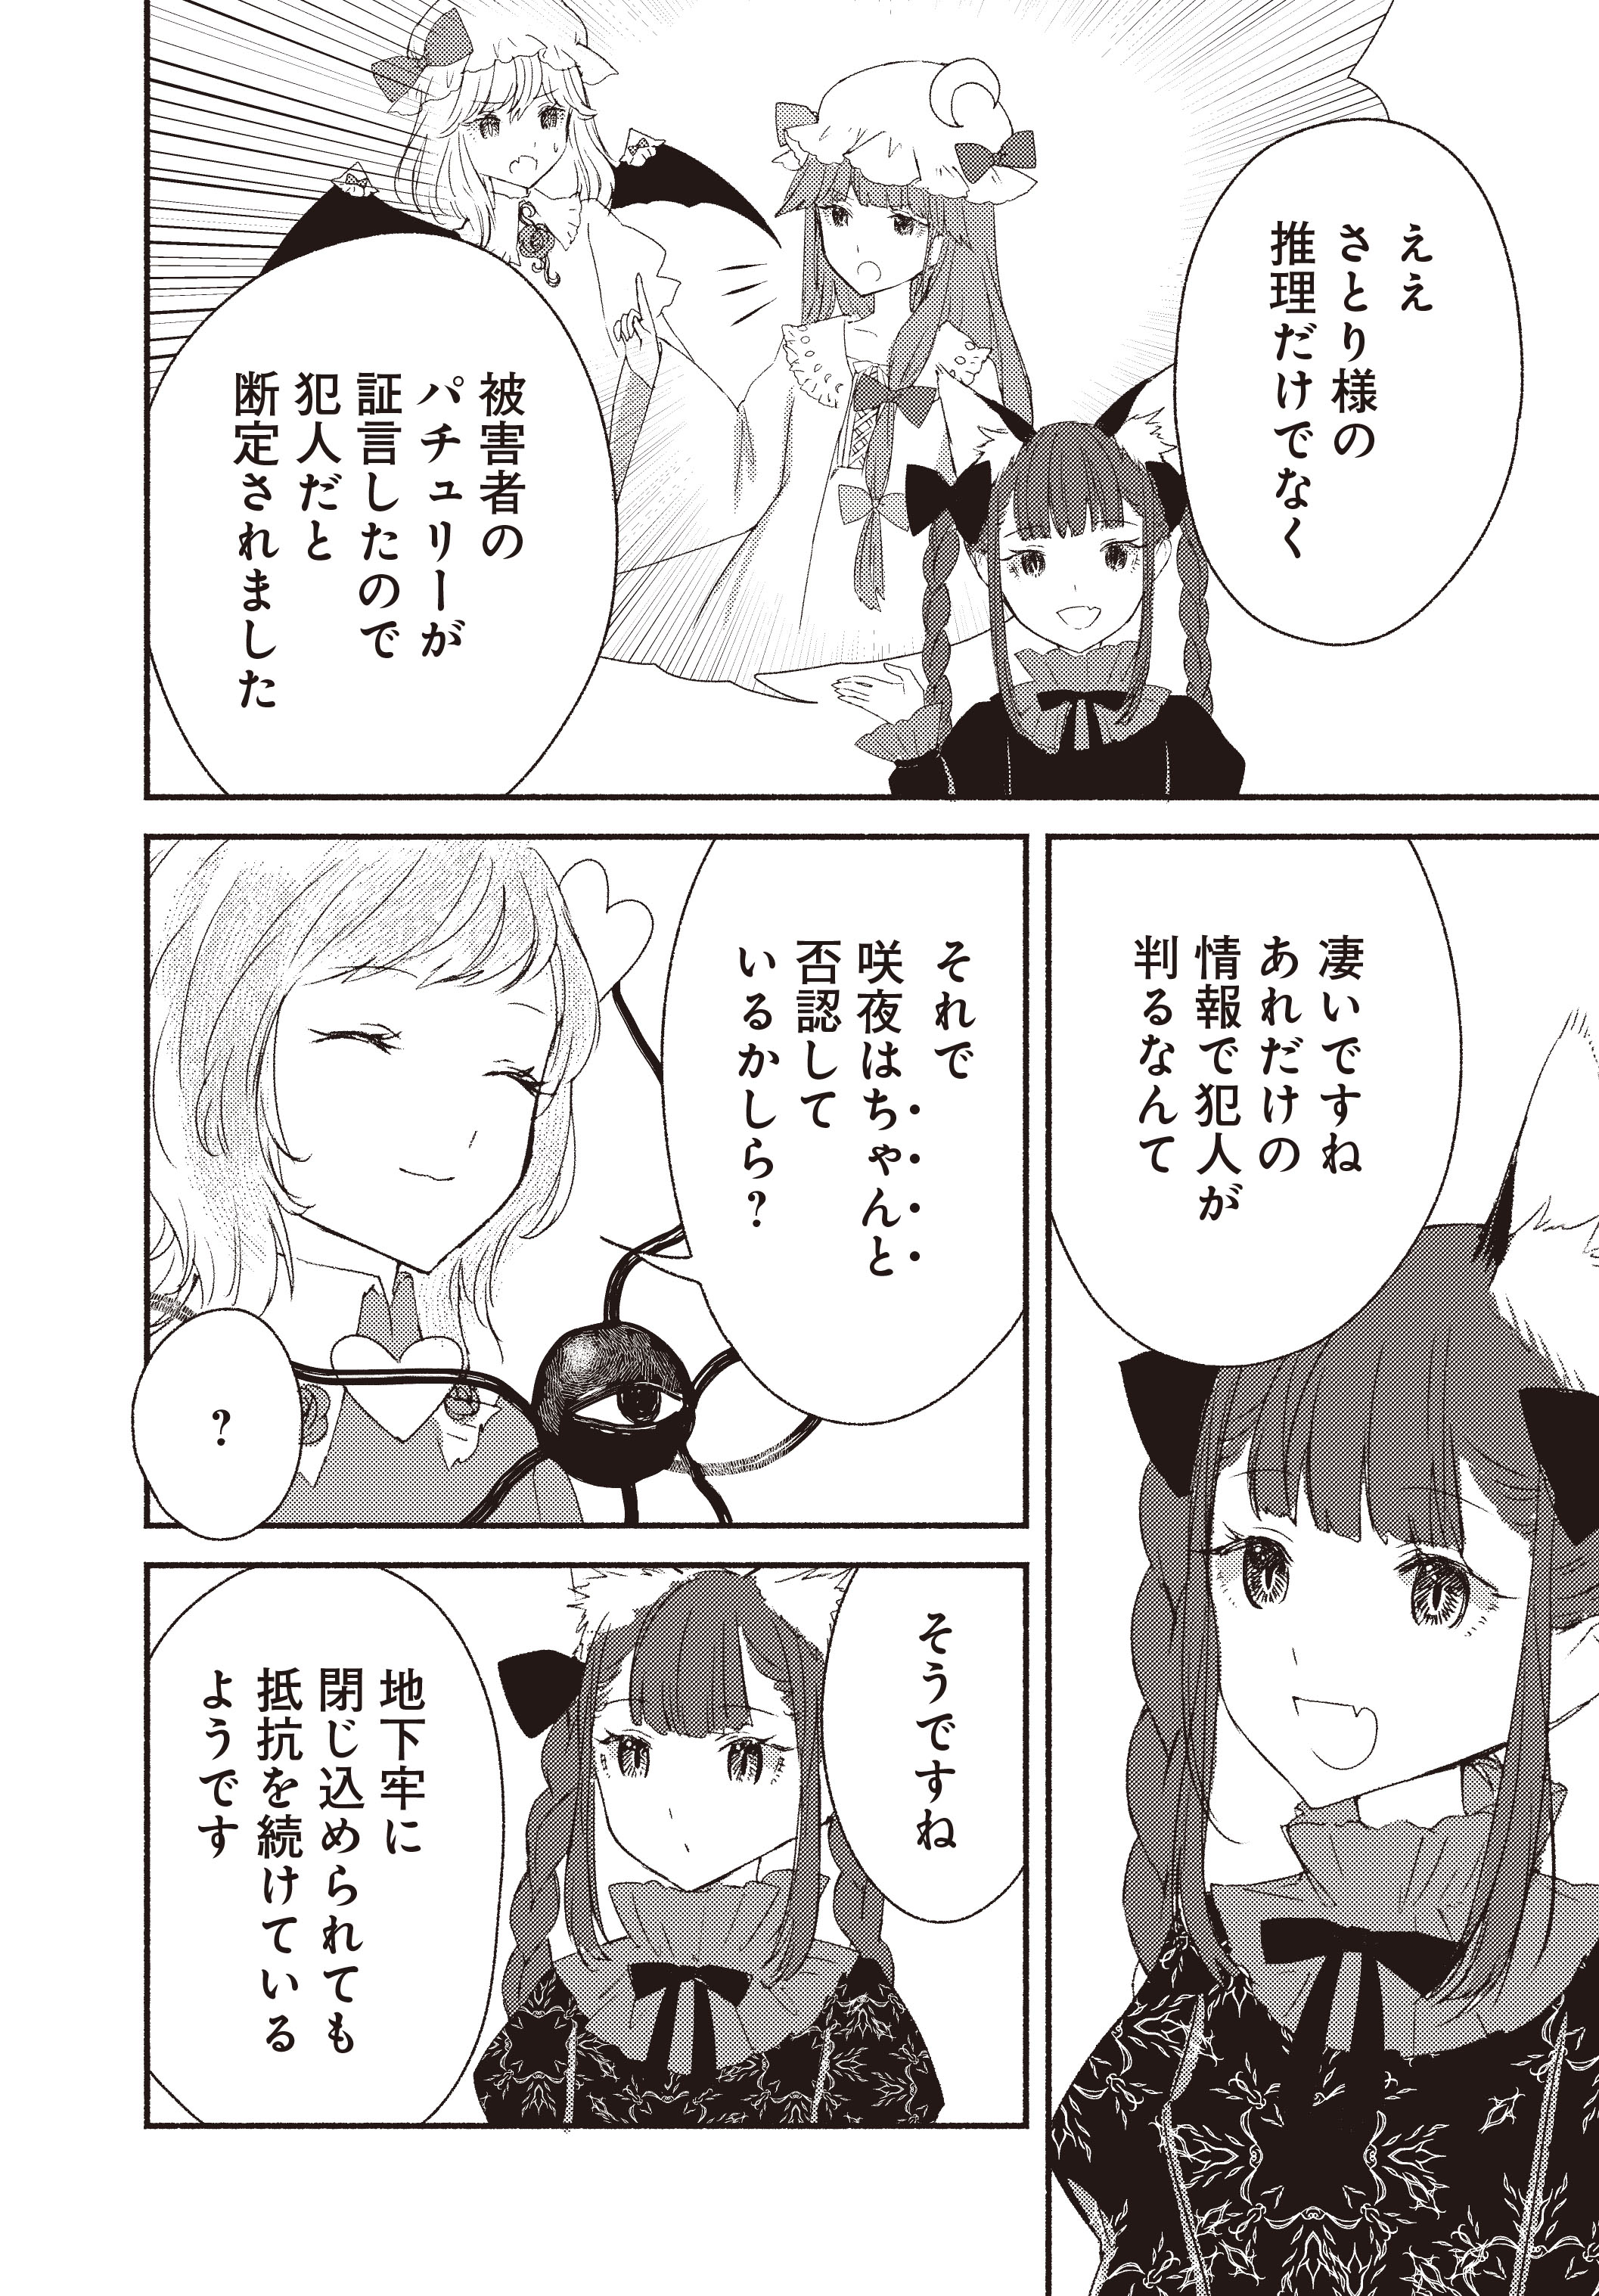 ええ
さとり様の
推理だけでなく
被害者の
パチュリーが
証言したので
犯人だと
断定されました
凄いですね
あれだけの
情報で犯人が
判るなんて
それで
咲夜はちゃんと
否認して
いるかしら？
？
そうですね
地下牢に
閉じ込められても
抵抗を続けている
ようです